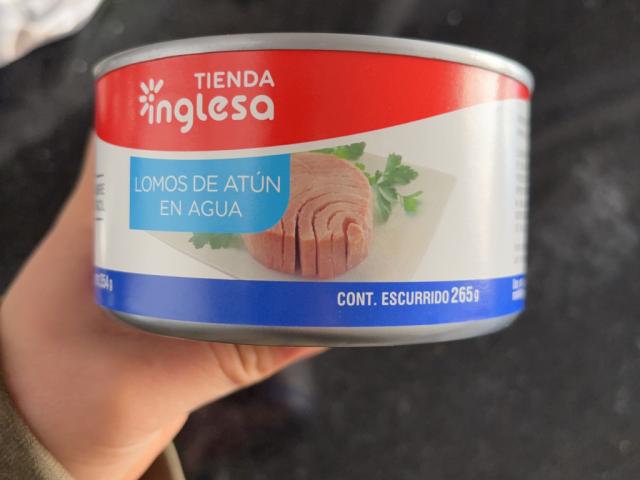 TIENDA
inglesa
LOMOS DE ATÚN
EN AGUA
CONT. ESCURRIDO 265g